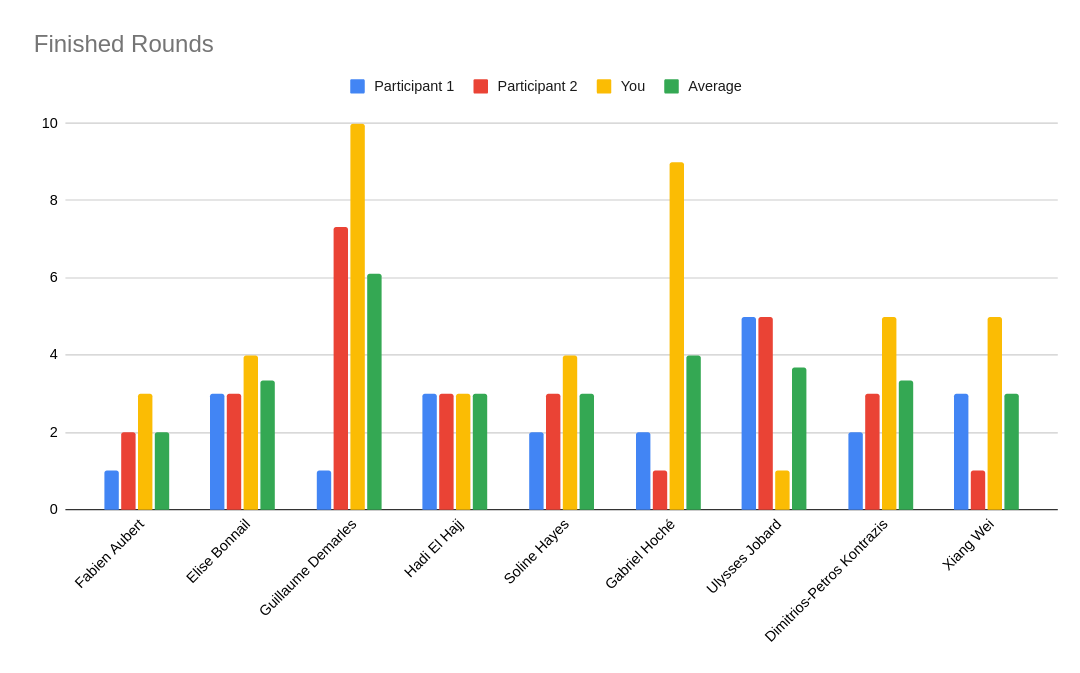 Finished Rounds
Participant 1 Participant 2 You Average
10
8
6
4
2
0
Fabien Aubert
Elise Bonnail
Guillaume Demarles
Hadi El Hajj
Soline Hayes
Gabriel Hoché
Ulysses Jobard
Dimitrios-Petros Kontrazis
Xiang Wei